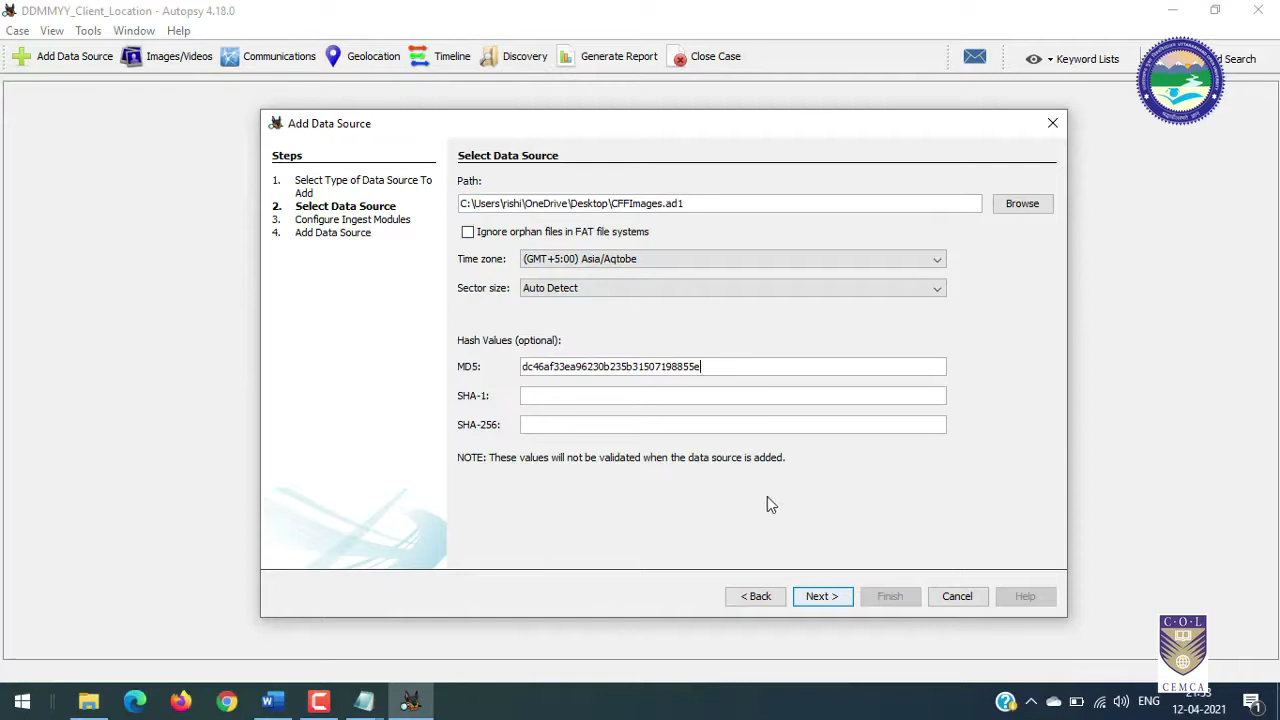 DDMMYY_Client_Location - Autopsy 4.18.0
Case View Tools Window Help
Add Data Source Images/Videos Communications Geolocation Timeline Discovery Generate Report Close Case Keyword Lists Search
Add Data Source
Steps
1. Select Type of Data Source To
Add
2. Select Data Source
3. Configure Ingest Modules
4. Add Data Source
Select Data Source
Path:
C:\Users\rishi\OneDrive\Desktop\CFFImages.ad1 Browse
Ignore orphan files in FAT file systems
Time zone: (GMT+5:00) Asia/Aqtobe
Sector size: Auto Detect
Hash Values (optional):
MD5: dc46af33ea96230b235b31507198855e
SHA-1:
SHA-256:
NOTE: These values will not be validated when the data source is added.
< Back Next > Finish Cancel Help
C·O·L
CEMCA
ENG
12-04-2021
1